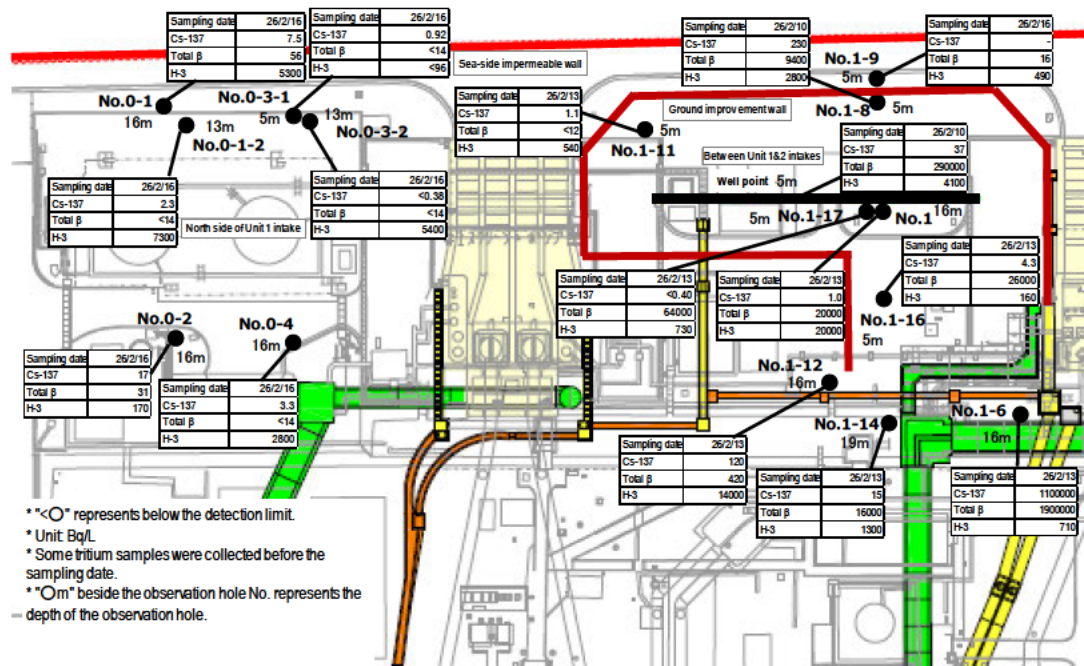 Sampling date 26/2/16
Cs-137 7.5
Total β 56
H-3 5300
Sampling date 26/2/16
Cs-137 0.92
Total β <14
H-3 <96
Sea-side impermeable wall
Sampling date 26/2/10
Cs-137 230
Total β 9400
H-3 2800
Sampling date 26/2/16
Cs-137 -
Total β 16
H-3 490
No.1-9
5m
No.0-1
16m
No.0-3-1
5m
13m
No.0-3-2
13m
No.0-1-2
Sampling date 26/2/13
Cs-137 1.1
Total β <12
H-3 540
5m
No.1-11
Ground improvement wall
No.1-8
5m
Sampling date 26/2/10
Cs-137 37
Total β 290000
H-3 4100
Between Unit 1&2 intakes
Well point 5m
Sampling date 26/2/16
Cs-137 2.3
Total β <14
H-3 7300
North side of Unit 1 intake
Sampling date 26/2/16
Cs-137 <0.38
Total β <14
H-3 5400
5m
No.1-17
No.1
16m
Sampling date 26/2/13
Cs-137 <0.40
Total β 64000
H-3 730
Sampling date 26/2/13
Cs-137 1.0
Total β 20000
H-3 20000
Sampling date 26/2/13
Cs-137 4.3
Total β 26000
H-3 160
No.1-16
5m
No.0-2
16m
No.0-4
16m
Sampling date 26/2/16
Cs-137 17
Total β 31
H-3 170
Sampling date 26/2/16
Cs-137 3.3
Total β <14
H-3 2800
No.1-12
16m
No.1-14
19m
No.1-6
16m
Sampling date 26/2/13
Cs-137 120
Total β 420
H-3 14000
Sampling date 26/2/13
Cs-137 15
Total β 16000
H-3 1300
Sampling date 26/2/13
Cs-137 1100000
Total β 1900000
H-3 710
* "<○" represents below the detection limit.
* Unit: Bq/L
* Some tritium samples were collected before the
sampling date.
* "○m" beside the observation hole No. represents the
depth of the observation hole.